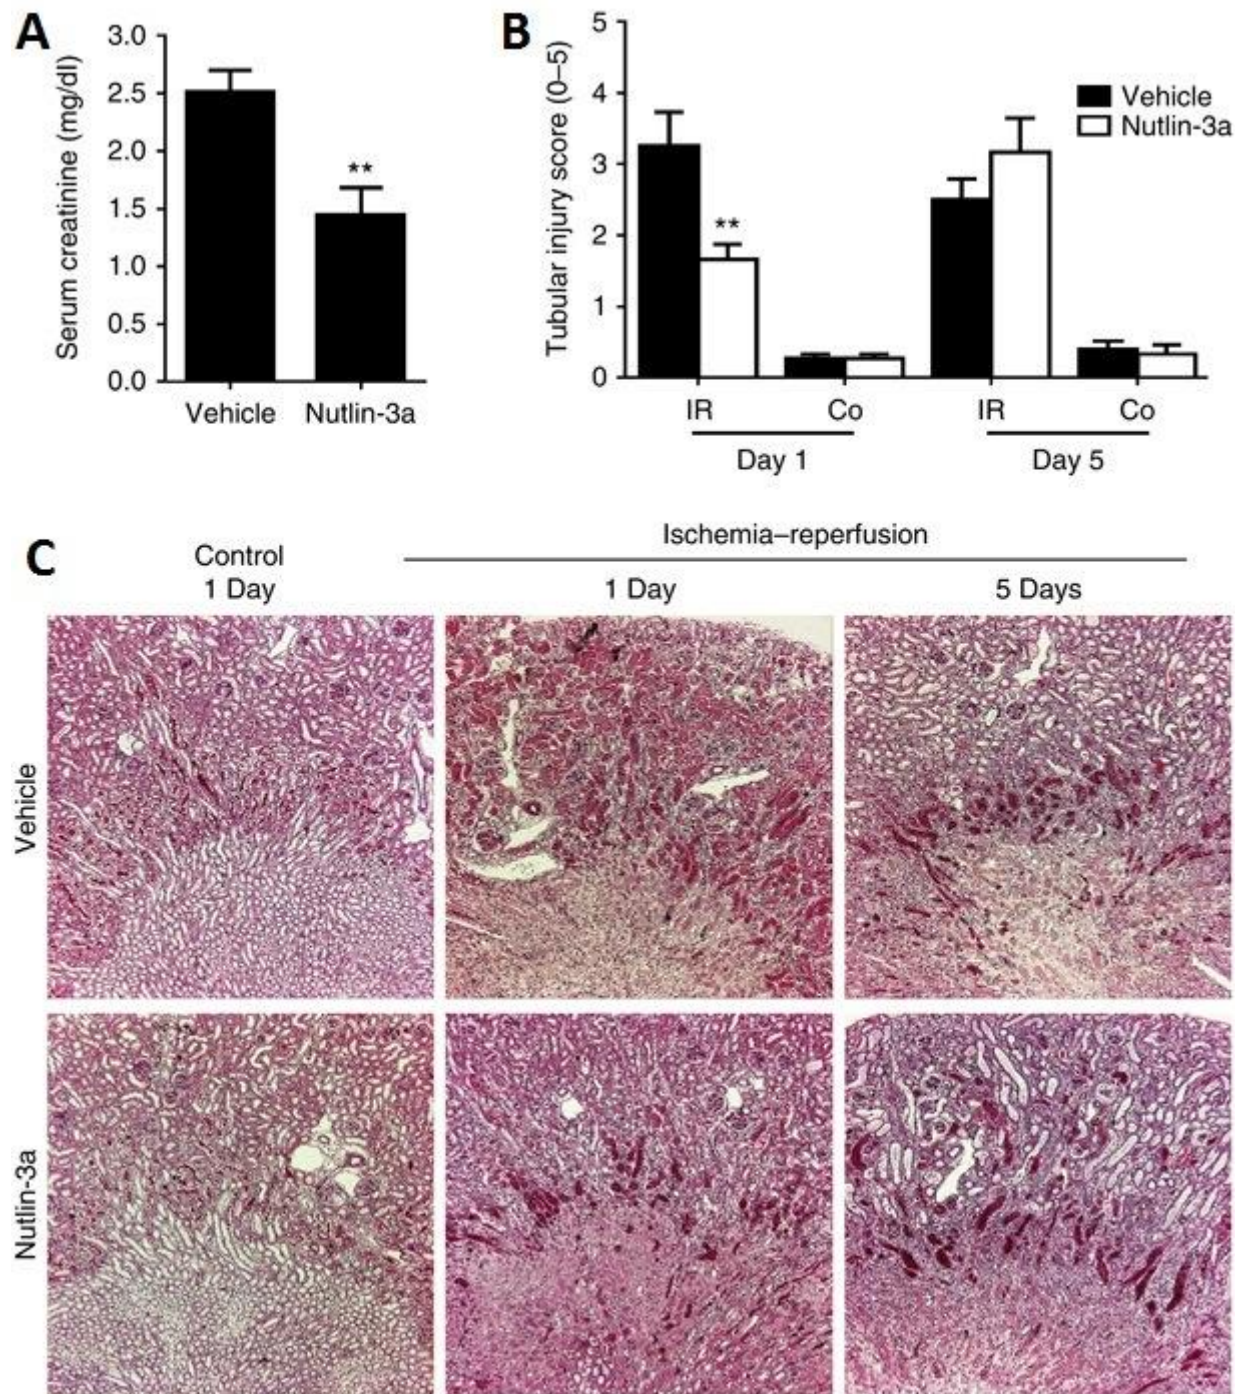 A
Serum creatinine (mg/dl)
3.0
2.5
2.0
1.5
1.0
0.5
0.0
**
Vehicle Nutlin-3a
B
Tubular injury score (0–5)
5
4
3
2
1
0
**
Vehicle
Nutlin-3a
IR Co IR Co
Day 1 Day 5
C
Control
1 Day
Ischemia–reperfusion
1 Day 5 Days
Vehicle
Nutlin-3a